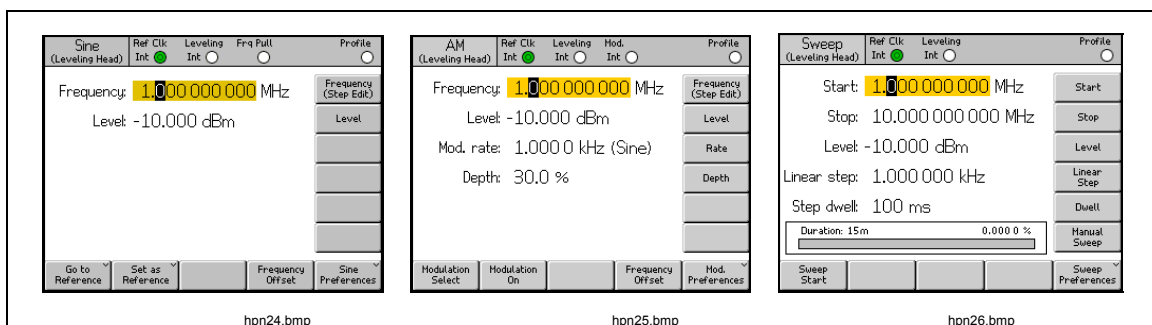 Sine
(Leveling Head)
Ref Clk Leveling Frq Pull
Int
Int
Profile
Frequency: 1.000 000 000 MHz
Level: -10.000 dBm
Frequency
(Step Edit)
Level
Go to
Reference
Set as
Reference
Frequency
Offset
Sine
Preferences
hpn24.bmp
AM
(Leveling Head)
Ref Clk Leveling Mod.
Int
Int
Int
Profile
Frequency: 1.000 000 000 MHz
Level: -10.000 dBm
Mod. rate: 1.000 0 kHz (Sine)
Depth: 30.0 %
Frequency
(Step Edit)
Level
Rate
Depth
Modulation
Select
Modulation
On
Frequency
Offset
Mod.
Preferences
hpn25.bmp
Sweep
(Leveling Head)
Ref Clk Leveling
Int
Int
Profile
Start: 1.000 000 000 MHz
Stop: 10.000 000 000 MHz
Level: -10.000 dBm
Linear step: 1.000 000 kHz
Step dwell: 100 ms
Duration: 15m 0.000 0 %
Start
Stop
Level
Linear
Step
Dwell
Manual
Sweep
Sweep
Start
Sweep
Preferences
hpn26.bmp